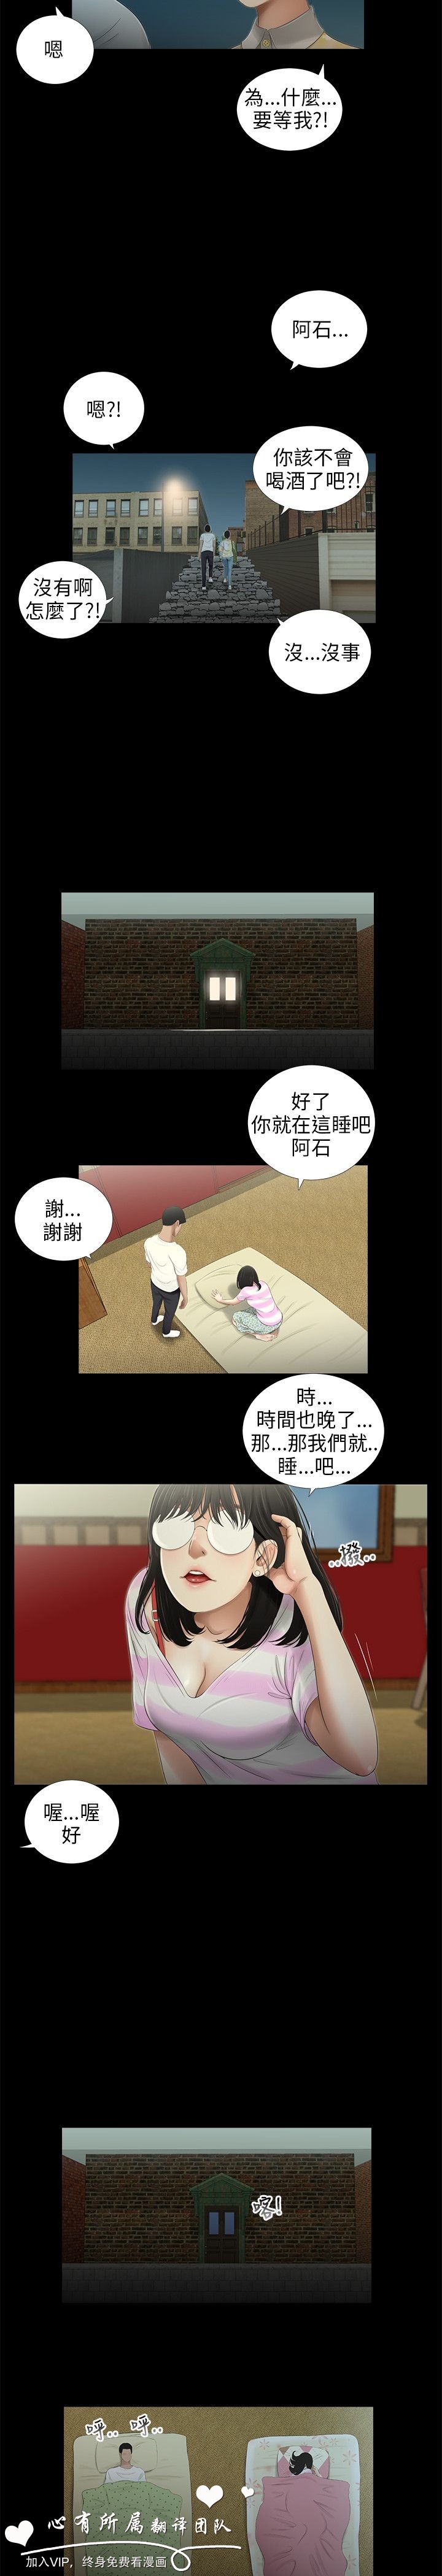 嗯
為...什麼...
要等我?!
阿石...
嗯?!
你該不會
喝酒了吧?!
沒有啊
怎麼了?!
沒...沒事
好了
你就在這睡吧
阿石
謝...
謝謝
時...
時間也晚了...
那...那我們就..
睡...吧...
..撥..
喔...喔
好
喀!
呼.. 呼..
心有所属翻译团队
加入VIP，终身免费看漫画